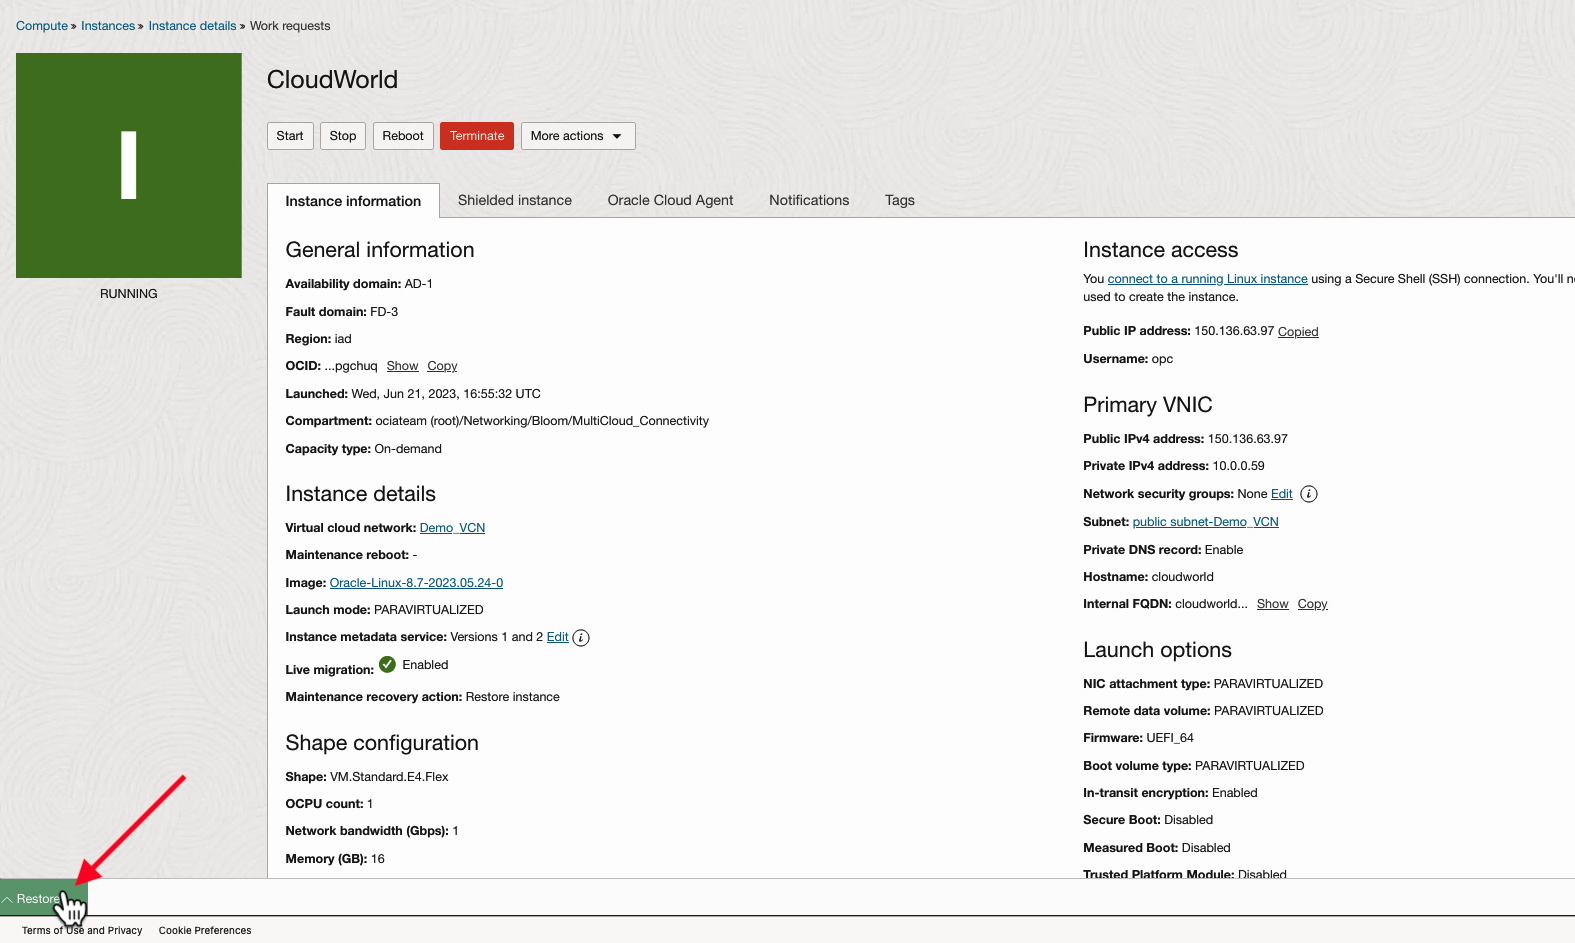 Compute » Instances » Instance details » Work requests
I
RUNNING
CloudWorld
Start
Stop
Reboot
Terminate
More actions
Instance information
Shielded instance
Oracle Cloud Agent
Notifications
Tags
General information
Availability domain: AD-1
Fault domain: FD-3
Region: iad
OCID: ...pgchuq Show Copy
Launched: Wed, Jun 21, 2023, 16:55:32 UTC
Compartment: ociateam (root)/Networking/Bloom/MultiCloud_Connectivity
Capacity type: On-demand
Instance details
Virtual cloud network: Demo_VCN
Maintenance reboot: -
Image: Oracle-Linux-8.7-2023.05.24-0
Launch mode: PARAVIRTUALIZED
Instance metadata service: Versions 1 and 2 Edit i
Live migration: Enabled
Maintenance recovery action: Restore instance
Shape configuration
Shape: VM.Standard.E4.Flex
OCPU count: 1
Network bandwidth (Gbps): 1
Memory (GB): 16
Instance access
You connect to a running Linux instance using a Secure Shell (SSH) connection. You'll
used to create the instance.
Public IP address: 150.136.63.97 Copied
Username: opc
Primary VNIC
Public IPv4 address: 150.136.63.97
Private IPv4 address: 10.0.0.59
Network security groups: None Edit i
Subnet: public subnet-Demo_VCN
Private DNS record: Enable
Hostname: cloudworld
Internal FQDN: cloudworld... Show Copy
Launch options
NIC attachment type: PARAVIRTUALIZED
Remote data volume: PARAVIRTUALIZED
Firmware: UEFI_64
Boot volume type: PARAVIRTUALIZED
In-transit encryption: Enabled
Secure Boot: Disabled
Measured Boot: Disabled
Trusted Platform Module: Disabled
Restore
Terms of Use and Privacy
Cookie Preferences